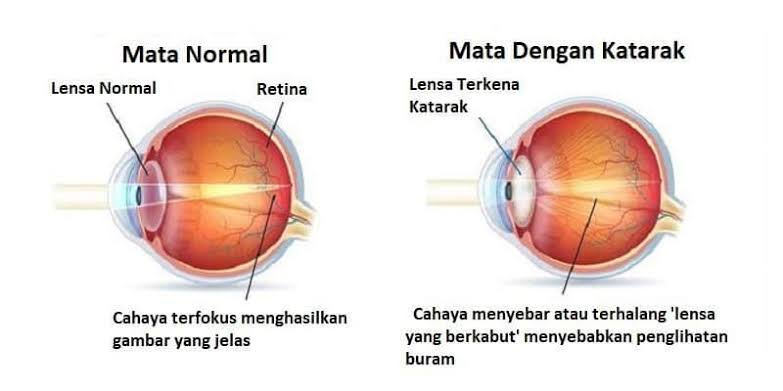 Mata Normal
Lensa Normal
Retina
Cahaya terfokus menghasilkan
gambar yang jelas
Mata Dengan Katarak
Lensa Terkena
Katarak
Cahaya menyebar atau terhalang 'lensa
yang berkabut' menyebabkan penglihatan
buram